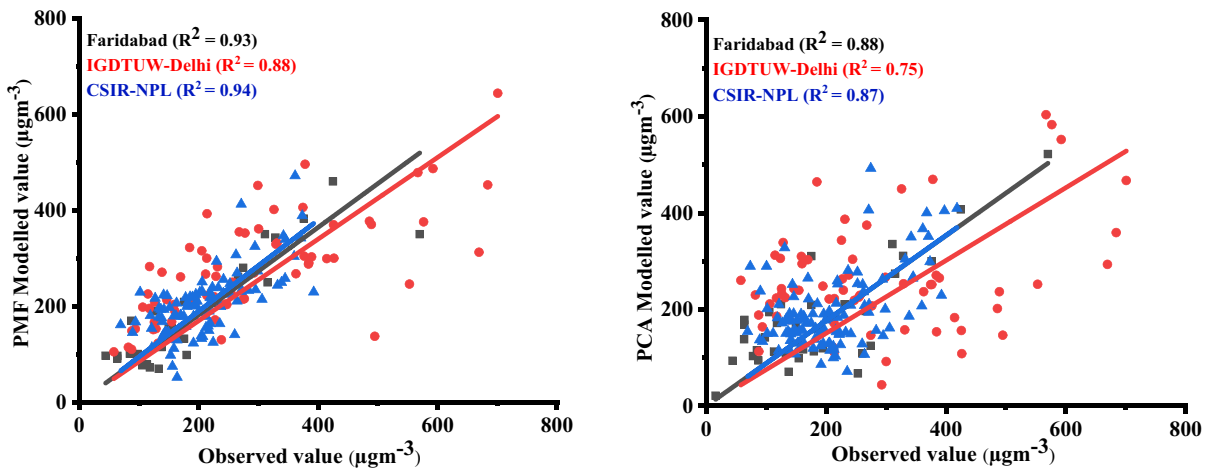 800
600
400
200
0
PMF Modelled value (µgm⁻³)
Faridabad (R² = 0.93)
IGDTUW-Delhi (R² = 0.88)
CSIR-NPL (R² = 0.94)
0 200 400 600 800
Observed value (µgm⁻³)
800
600
400
200
0
PCA Modelled value (µgm⁻³)
Faridabad (R² = 0.88)
IGDTUW-Delhi (R² = 0.75)
CSIR-NPL (R² = 0.87)
0 200 400 600 800
Observed value (µgm⁻³)